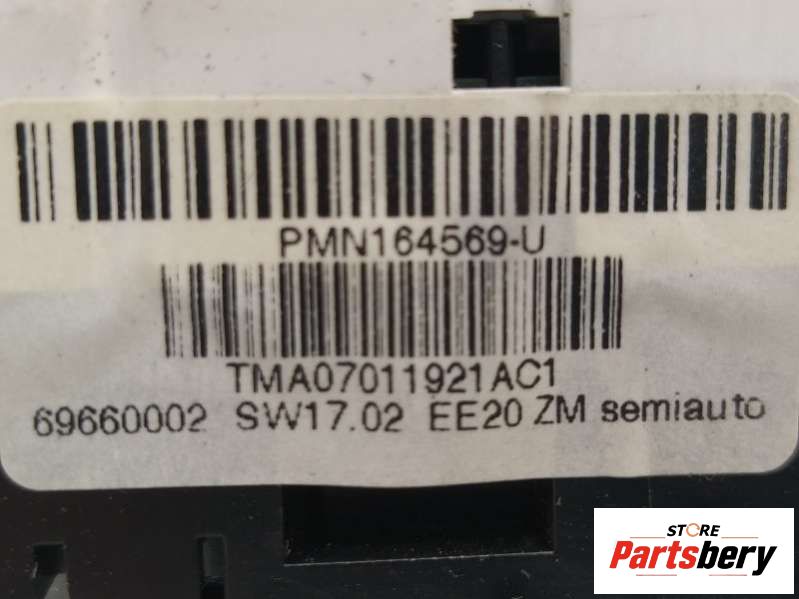 PMN164569-U
TMA07011921AC1
69660002 SW17.02 EE20 ZM semiauto
STORE
Partsbery